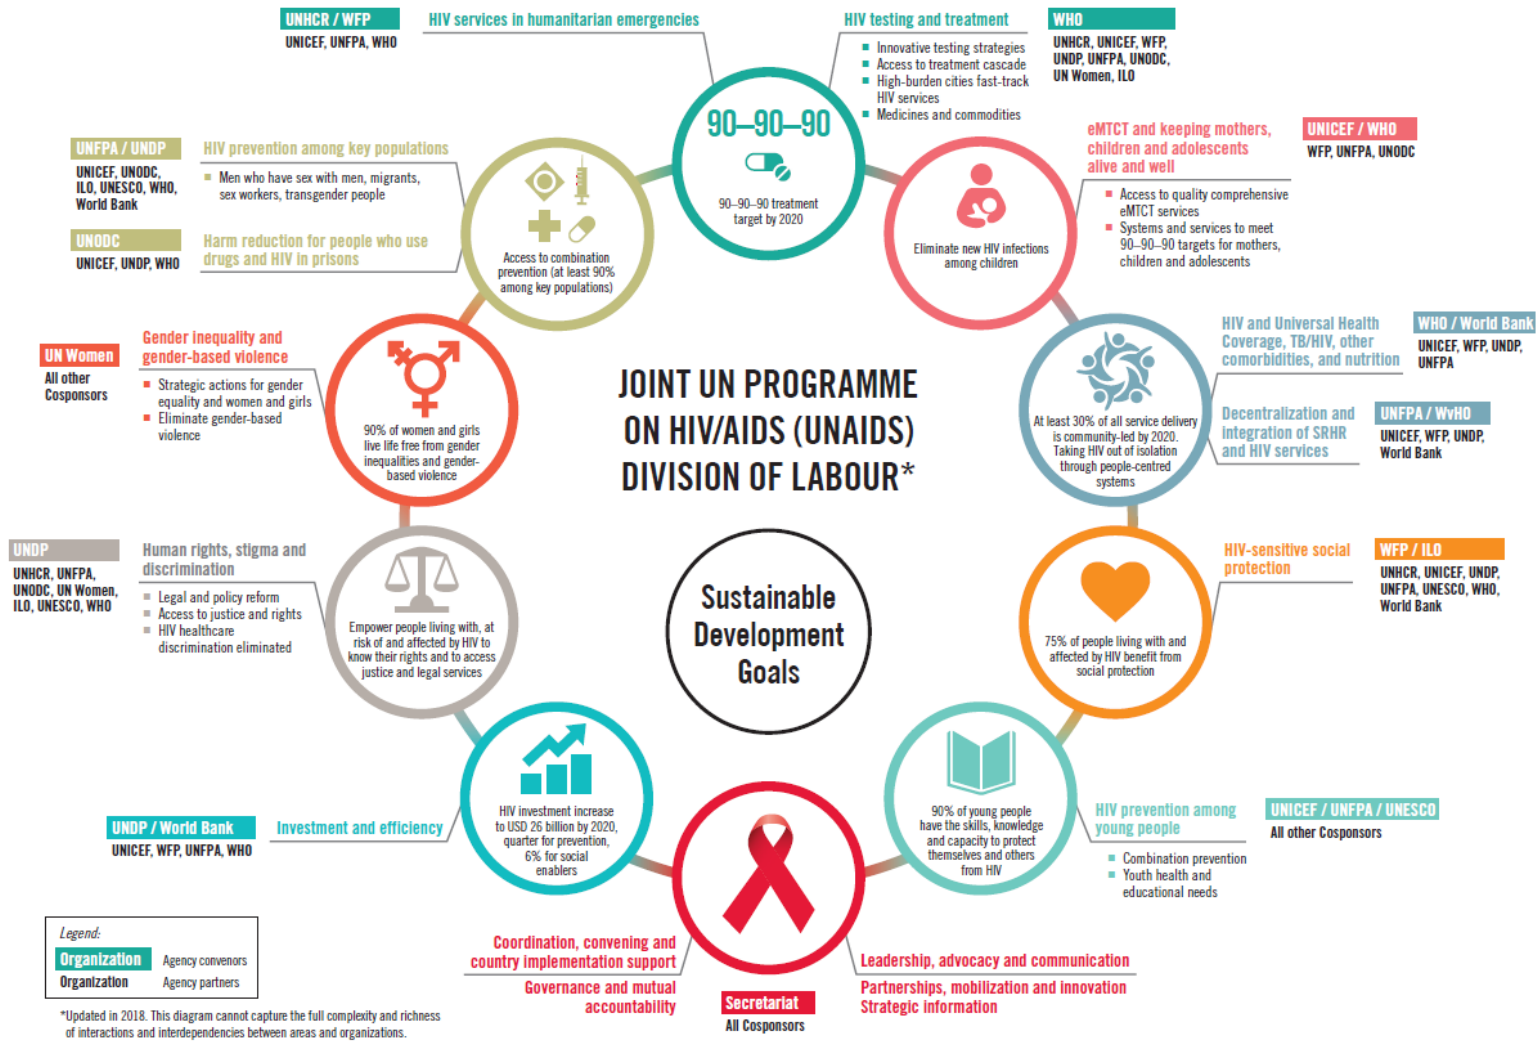 UNHCR / WFP
UNICEF, UNFPA, WHO
HIV services in humanitarian emergencies
HIV testing and treatment
Innovative testing strategies
Access to treatment cascade
High-burden cities fast-track
HIV services
Medicines and commodities
WHO
UNHCR, UNICEF, WFP,
UNDP, UNFPA, UNODC,
UN Women, ILO
90–90–90
90–90–90 treatment
target by 2020
eMTCT and keeping mothers,
children and adolescents
alive and well
Access to quality comprehensive
eMTCT services
Systems and services to meet
90–90–90 targets for mothers,
children and adolescents
UNICEF / WHO
WFP, UNFPA, UNODC
Eliminate new HIV infections
among children
UNFPA / UNDP
UNICEF, UNODC,
ILO, UNESCO, WHO,
World Bank
HIV prevention among key populations
Men who have sex with men, migrants,
sex workers, transgender people
UNODC
UNICEF, UNDP, WHO
Harm reduction for people who use
drugs and HIV in prisons
Access to combination
prevention (at least 90%
among key populations)
HIV and Universal Health
Coverage, TB/HIV, other
comorbidities, and nutrition
WHO / World Bank
UNICEF, WFP, UNDP,
UNFPA
Decentralization and
integration of SRHR
and HIV services
UNFPA / WvHO
UNICEF, WFP, UNDP,
World Bank
At least 30% of all service delivery
is community-led by 2020.
Taking HIV out of isolation
through people-centred
systems
UN Women
All other
Cosponsors
Gender inequality and
gender-based violence
Strategic actions for gender
equality and women and girls
Eliminate gender-based
violence
90% of women and girls
live life free from gender
inequalities and gender-
based violence
JOINT UN PROGRAMME
ON HIV/AIDS (UNAIDS)
DIVISION OF LABOUR*
Sustainable
Development
Goals
UNDP
UNHCR, UNFPA,
UNODC, UN Women,
ILO, UNESCO, WHO
Human rights, stigma and
discrimination
Legal and policy reform
Access to justice and rights
HIV healthcare
discrimination eliminated
Empower people living with, at
risk of and affected by HIV to
know their rights and to access
justice and legal services
HIV-sensitive social
protection
WFP / ILO
UNHCR, UNICEF, UNDP,
UNFPA, UNESCO, WHO,
World Bank
75% of people living with and
affected by HIV benefit from
social protection
UNDP / World Bank
UNICEF, WFP, UNFPA, WHO
Investment and efficiency
HIV investment increase
to USD 26 billion by 2020,
quarter for prevention,
6% for social
enablers
90% of young people
have the skills, knowledge
and capacity to protect
themselves and others
from HIV
HIV prevention among
young people
Combination prevention
Youth health and
educational needs
UNICEF / UNFPA / UNESCO
All other Cosponsors
Coordination, convening and
country implementation support
Governance and mutual
accountability
Leadership, advocacy and communication
Partnerships, mobilization and innovation
Strategic information
Secretariat
All Cosponsors
Legend:
Organization Agency convenors
Organization Agency partners
*Updated in 2018. This diagram cannot capture the full complexity and richness
of interactions and interdependencies between areas and organizations.